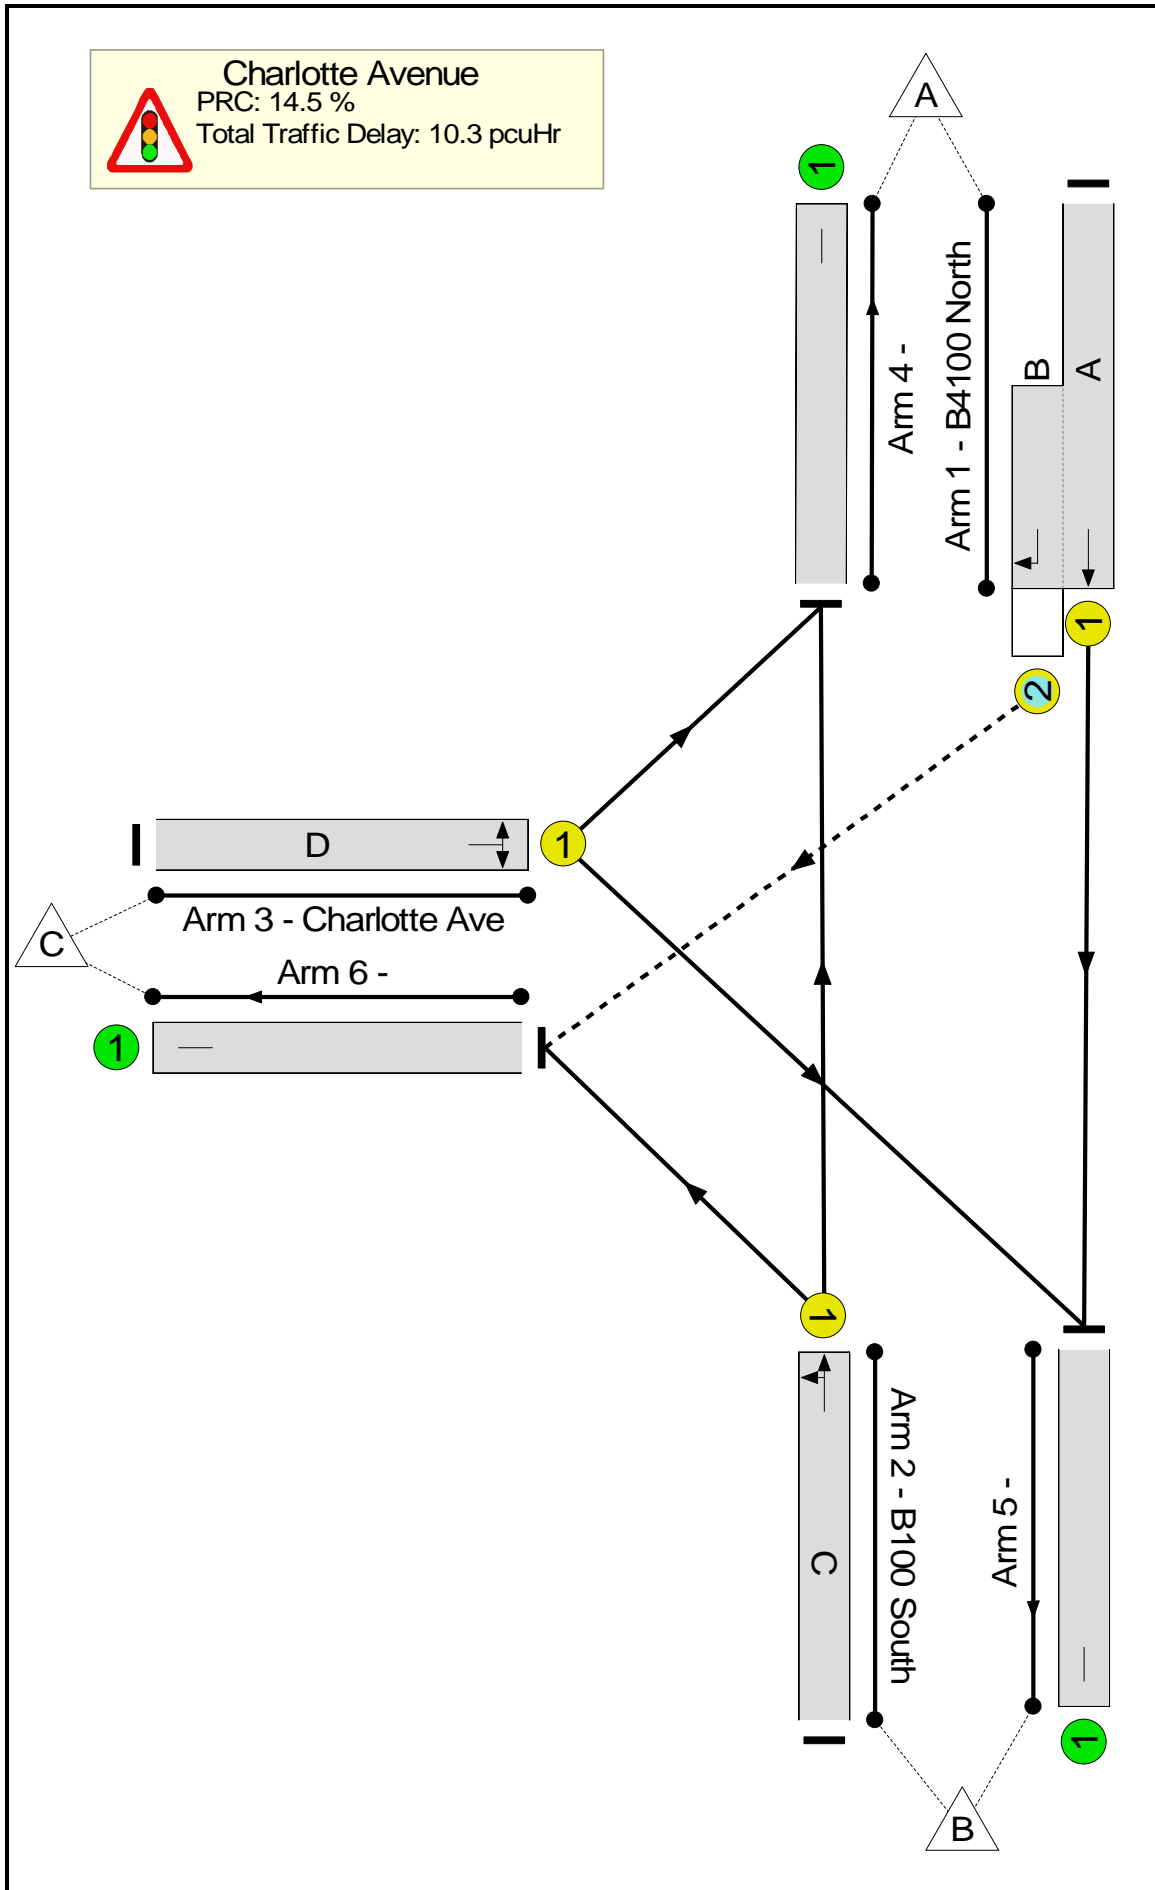 Charlotte Avenue
PRC: 14.5 %
Total Traffic Delay: 10.3 pcuHr
A
1
Arm 4 -
Arm 1 - B4100 North
B
A
1
2
D
1
Arm 3 - Charlotte Ave
C
Arm 6 -
1
1
C
Arm 2 - B100 South
Arm 5 -
1
B